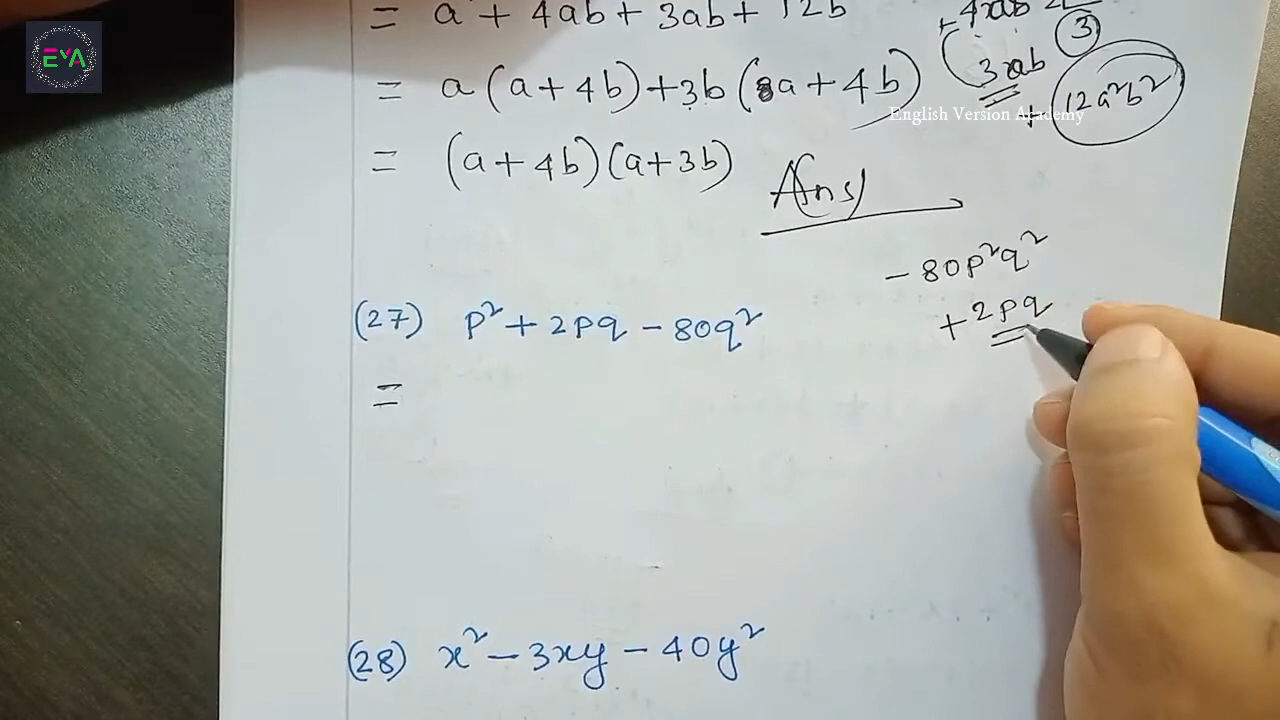 EYA
= a + 4ab + 3ab + 12b
= a (a + 4b) + 3b (a + 4b)
3ab
3
+ 12a²b²
English Version Academy
= (a + 4b) (a + 3b) Ans
- 80p²q²
+ 2pq
(27) p² + 2pq - 80q²
=
(28) x² - 3xy - 40y²